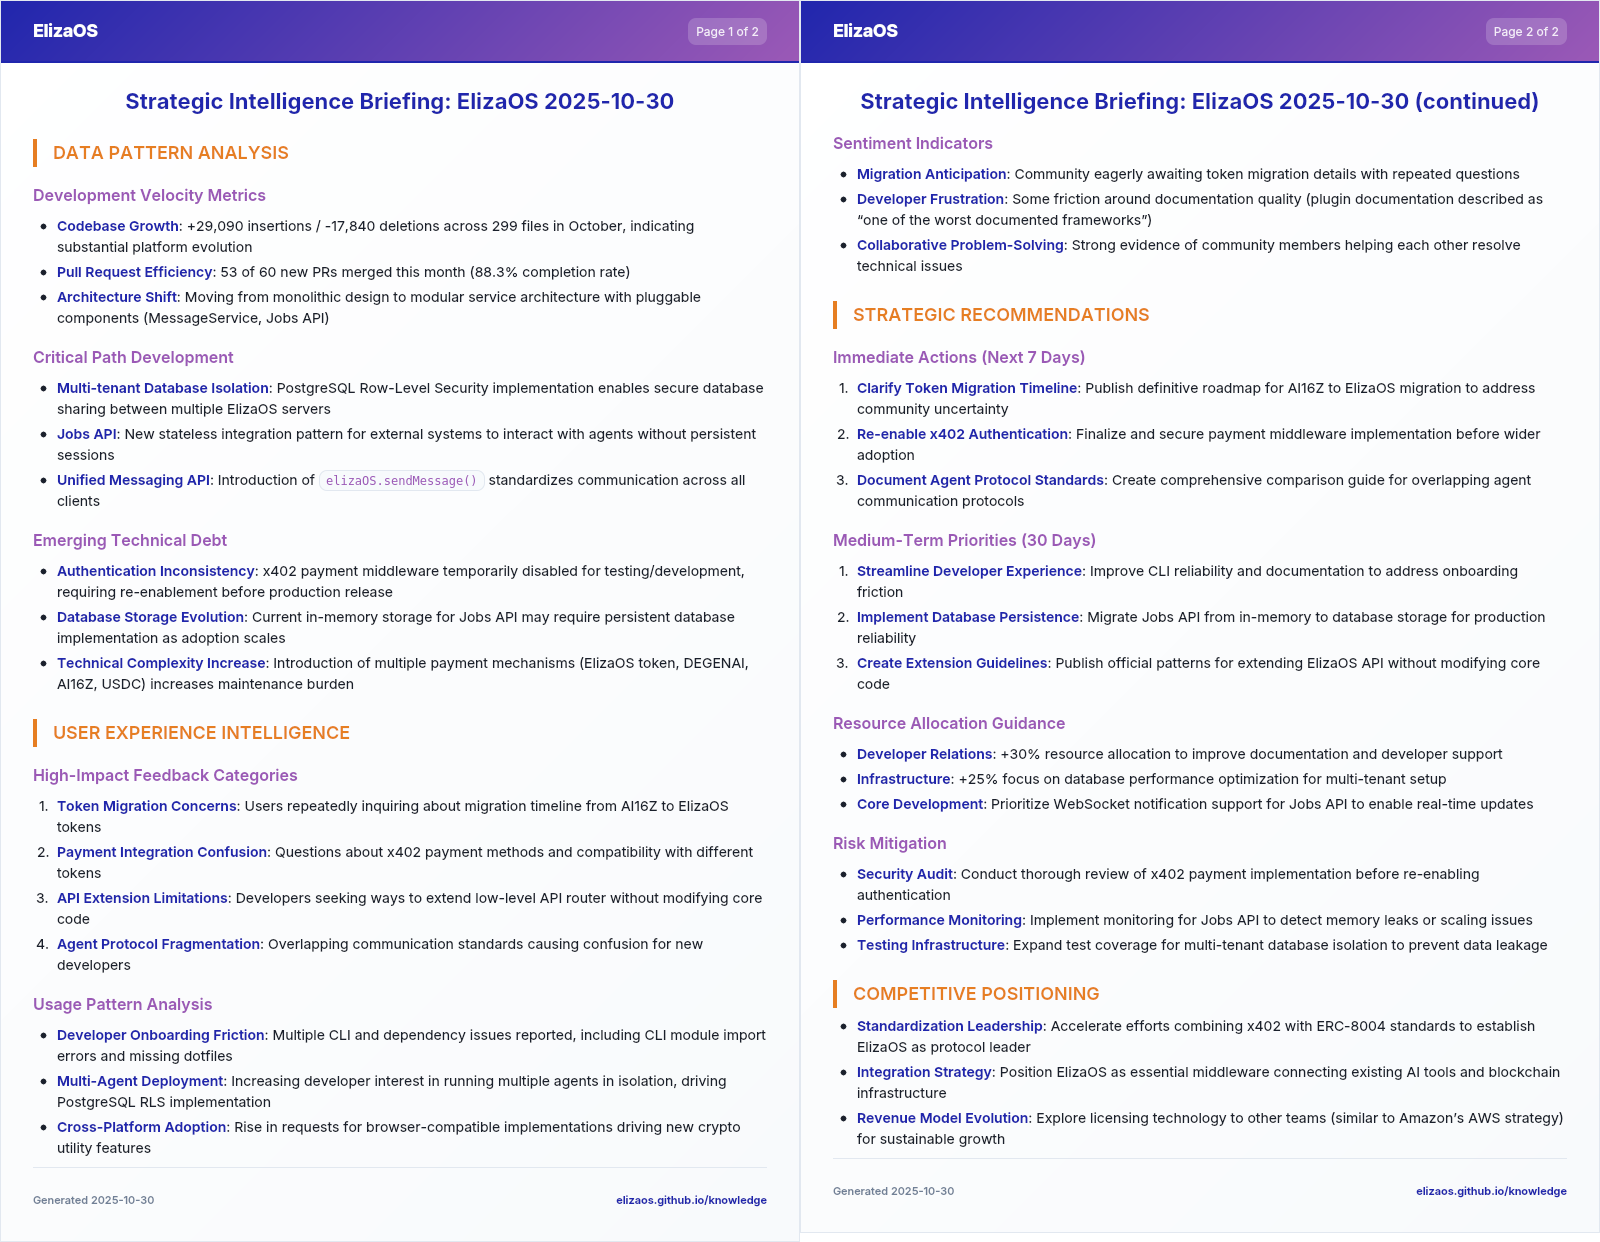 ElizaOS
Page 1 of 2
Strategic Intelligence Briefing: ElizaOS 2025-10-30
DATA PATTERN ANALYSIS
Development Velocity Metrics
• Codebase Growth: +29,090 insertions / -17,840 deletions across 299 files in October, indicating
substantial platform evolution
• Pull Request Efficiency: 53 of 60 new PRs merged this month (88.3% completion rate)
• Architecture Shift: Moving from monolithic design to modular service architecture with pluggable
components (MessageService, Jobs API)
Critical Path Development
• Multi-tenant Database Isolation: PostgreSQL Row-Level Security implementation enables secure database
sharing between multiple ElizaOS servers
• Jobs API: New stateless integration pattern for external systems to interact with agents without persistent
sessions
• Unified Messaging API: Introduction of elizaOS.sendMessage() standardizes communication across all
clients
Emerging Technical Debt
• Authentication Inconsistency: x402 payment middleware temporarily disabled for testing/development,
requiring re-enablement before production release
• Database Storage Evolution: Current in-memory storage for Jobs API may require persistent database
implementation as adoption scales
• Technical Complexity Increase: Introduction of multiple payment mechanisms (ElizaOS token, DEGENAI,
AI16Z, USDC) increases maintenance burden
USER EXPERIENCE INTELLIGENCE
High-Impact Feedback Categories
1. Token Migration Concerns: Users repeatedly inquiring about migration timeline from AI16Z to ElizaOS
tokens
2. Payment Integration Confusion: Questions about x402 payment methods and compatibility with different
tokens
3. API Extension Limitations: Developers seeking ways to extend low-level API router without modifying core
code
4. Agent Protocol Fragmentation: Overlapping communication standards causing confusion for new
developers
Usage Pattern Analysis
• Developer Onboarding Friction: Multiple CLI and dependency issues reported, including CLI module import
errors and missing dotfiles
• Multi-Agent Deployment: Increasing developer interest in running multiple agents in isolation, driving
PostgreSQL RLS implementation
• Cross-Platform Adoption: Rise in requests for browser-compatible implementations driving new crypto
utility features
Generated 2025-10-30
elizaos.github.io/knowledge
ElizaOS
Page 2 of 2
Strategic Intelligence Briefing: ElizaOS 2025-10-30 (continued)
Sentiment Indicators
• Migration Anticipation: Community eagerly awaiting token migration details with repeated questions
• Developer Frustration: Some friction around documentation quality (plugin documentation described as
“one of the worst documented frameworks”)
• Collaborative Problem-Solving: Strong evidence of community members helping each other resolve
technical issues
STRATEGIC RECOMMENDATIONS
Immediate Actions (Next 7 Days)
1. Clarify Token Migration Timeline: Publish definitive roadmap for AI16Z to ElizaOS migration to address
community uncertainty
2. Re-enable x402 Authentication: Finalize and secure payment middleware implementation before wider
adoption
3. Document Agent Protocol Standards: Create comprehensive comparison guide for overlapping agent
communication protocols
Medium-Term Priorities (30 Days)
1. Streamline Developer Experience: Improve CLI reliability and documentation to address onboarding
friction
2. Implement Database Persistence: Migrate Jobs API from in-memory to database storage for production
reliability
3. Create Extension Guidelines: Publish official patterns for extending ElizaOS API without modifying core
code
Resource Allocation Guidance
• Developer Relations: +30% resource allocation to improve documentation and developer support
• Infrastructure: +25% focus on database performance optimization for multi-tenant setup
• Core Development: Prioritize WebSocket notification support for Jobs API to enable real-time updates
Risk Mitigation
• Security Audit: Conduct thorough review of x402 payment implementation before re-enabling
authentication
• Performance Monitoring: Implement monitoring for Jobs API to detect memory leaks or scaling issues
• Testing Infrastructure: Expand test coverage for multi-tenant database isolation to prevent data leakage
COMPETITIVE POSITIONING
• Standardization Leadership: Accelerate efforts combining x402 with ERC-8004 standards to establish
ElizaOS as protocol leader
• Integration Strategy: Position ElizaOS as essential middleware connecting existing AI tools and blockchain
infrastructure
• Revenue Model Evolution: Explore licensing technology to other teams (similar to Amazon’s AWS strategy)
for sustainable growth
Generated 2025-10-30
elizaos.github.io/knowledge